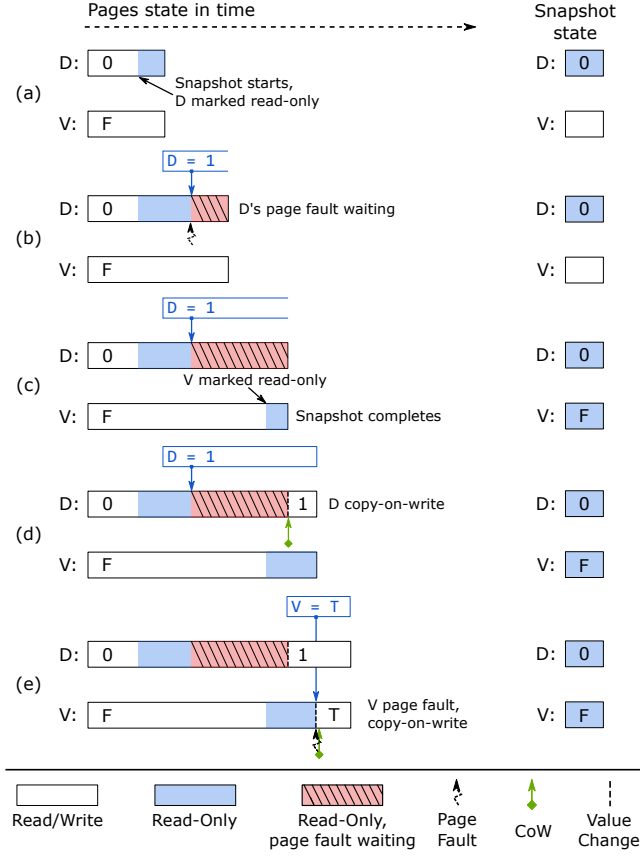 Pages state in time
Snapshot
state
D: 0
Snapshot starts,
D marked read-only
D: 0
(a)
V: F
V:
D = 1
D: 0
D's page fault waiting
D: 0
(b)
V: F
V:
D = 1
D: 0
D: 0
V marked read-only
(c)
V: F
Snapshot completes
V: F
D = 1
D: 0 1
D copy-on-write
D: 0
(d)
V: F
V: F
V = T
D: 0 1
D: 0
(e)
V: F T
V page fault,
copy-on-write
V: F
Read/Write
Read-Only
Read-Only,
page fault waiting
Page
Fault
CoW
Value
Change